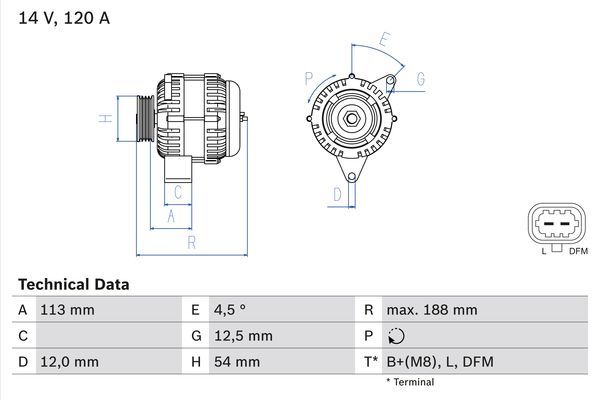 14 V, 120 A
E
P
G
H
D
C
A
R
L DFM
Technical Data
A 113 mm E 4,5 ° R max. 188 mm
C G 12,5 mm P
D 12,0 mm H 54 mm T* B+(M8), L, DFM
* Terminal